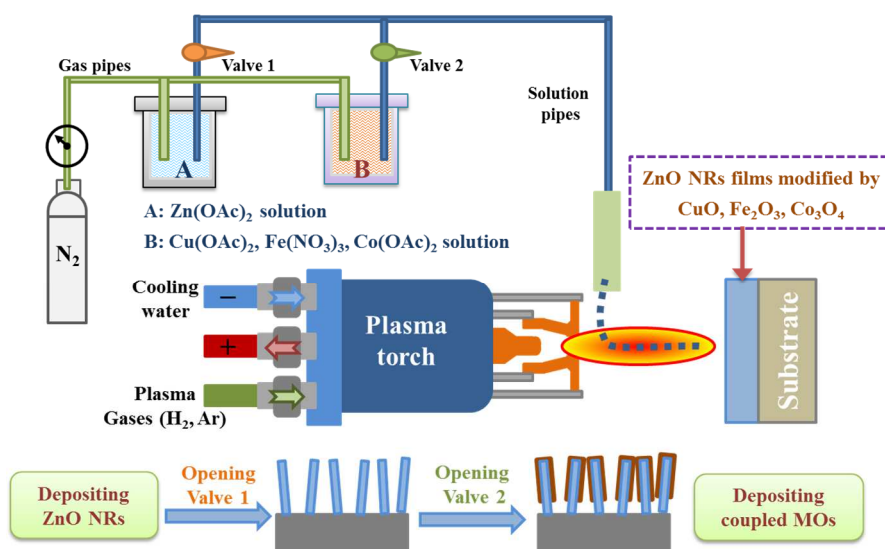 Gas pipes
Valve 1
Valve 2
Solution
pipes
A
B
N₂
A: Zn(OAc)₂ solution
B: Cu(OAc)₂, Fe(NO₃)₃, Co(OAc)₂ solution
ZnO NRs films modified by
CuO, Fe₂O₃, Co₃O₄
Cooling
water
−
+
Plasma
Gases (H₂, Ar)
Plasma
torch
Substrate
Depositing
ZnO NRs
Opening
Valve 1
Opening
Valve 2
Depositing
coupled MOs